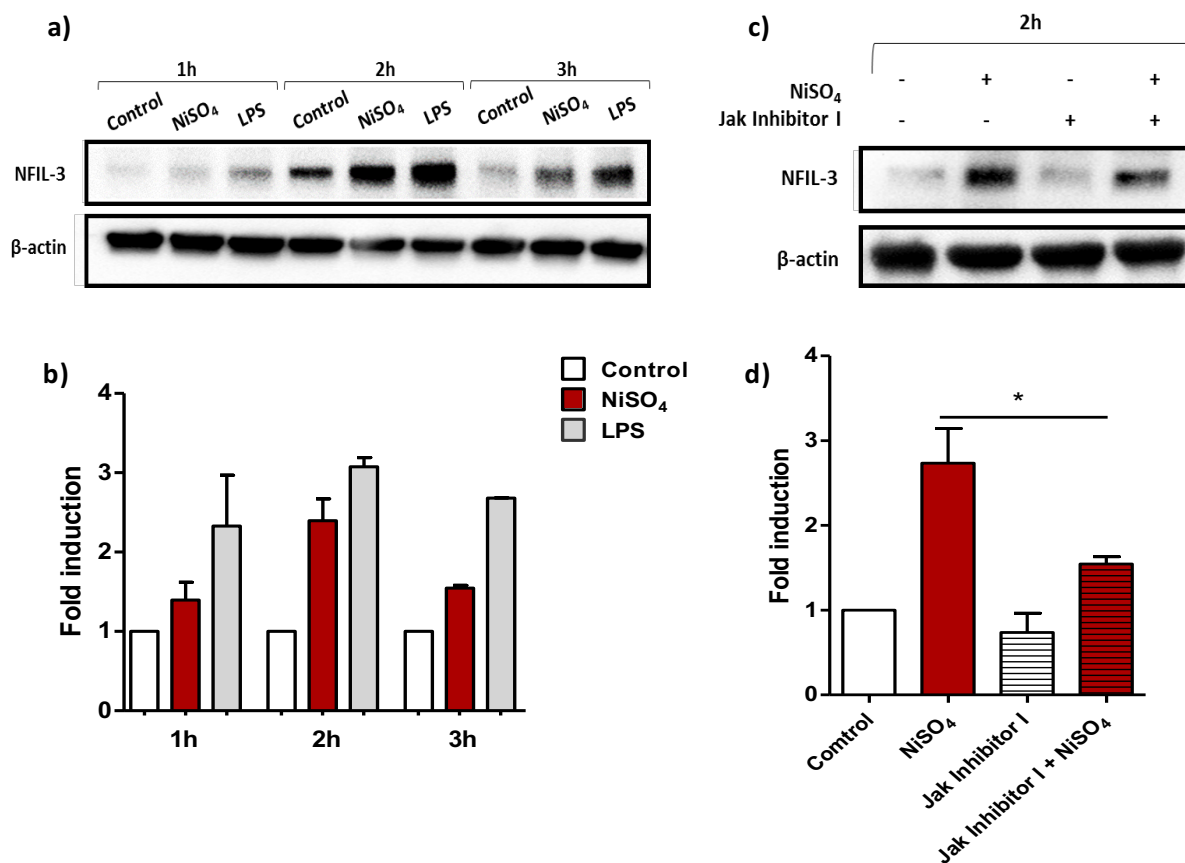 a)
1h 2h 3h
Control NiSO₄ LPS Control NiSO₄ LPS Control NiSO₄ LPS
NFIL-3
β-actin
c)
2h
NiSO₄ - + - +
Jak Inhibitor I - - + +
NFIL-3
β-actin
b)
Control
NiSO₄
LPS
Fold induction
4
3
2
1
0
1h 2h 3h
d)
*
Fold induction
4
3
2
1
0
Comtrol
NiSO₄
Jak Inhibitor I
Jak Inhibitor I + NiSO₄